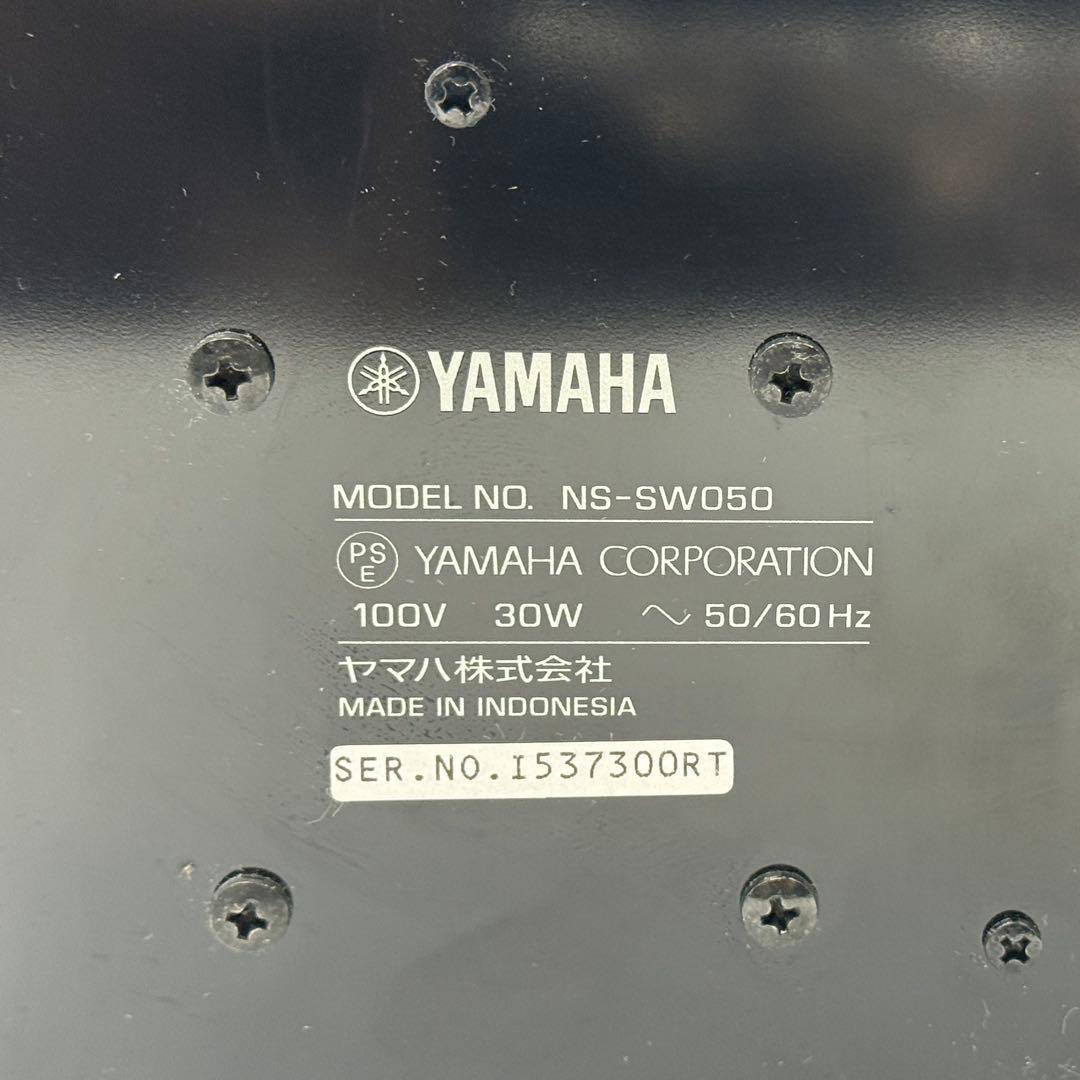 YAMAHA
MODEL NO. NS-SW050
PSE YAMAHA CORPORATION
100V 30W ～ 50/60Hz
ヤマハ株式会社
MADE IN INDONESIA
SER.NO.I537300RT